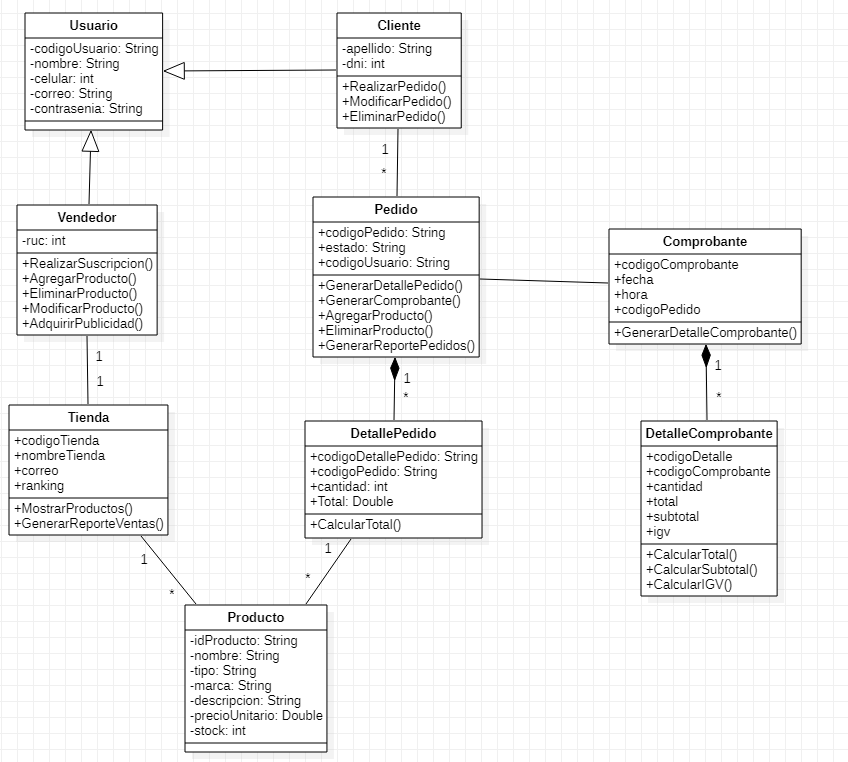 Usuario
-codigoUsuario: String
-nombre: String
-celular: int
-correo: String
-contrasenia: String
Cliente
-apellido: String
-dni: int
+RealizarPedido()
+ModificarPedido()
+EliminarPedido()
1
*
Vendedor
-ruc: int
+RealizarSuscripcion()
+AgregarProducto()
+EliminarProducto()
+ModificarProducto()
+AdquirirPublicidad()
Pedido
+codigoPedido: String
+estado: String
+codigoUsuario: String
+GenerarDetallePedido()
+GenerarComprobante()
+AgregarProducto()
+EliminarProducto()
+GenerarReportePedidos()
Comprobante
+codigoComprobante
+fecha
+hora
+codigoPedido
+GenerarDetalleComprobante()
1
1
1
*
1
*
Tienda
+codigoTienda
+nombreTienda
+correo
+ranking
+MostrarProductos()
+GenerarReporteVentas()
DetallePedido
+codigoDetallePedido: String
+codigoPedido: String
+cantidad: int
+Total: Double
+CalcularTotal()
DetalleComprobante
+codigoDetalle
+codigoComprobante
+cantidad
+total
+subtotal
+igv
+CalcularTotal()
+CalcularSubtotal()
+CalcularIGV()
1
*
1
*
Producto
-idProducto: String
-nombre: String
-tipo: String
-marca: String
-descripcion: String
-precioUnitario: Double
-stock: int